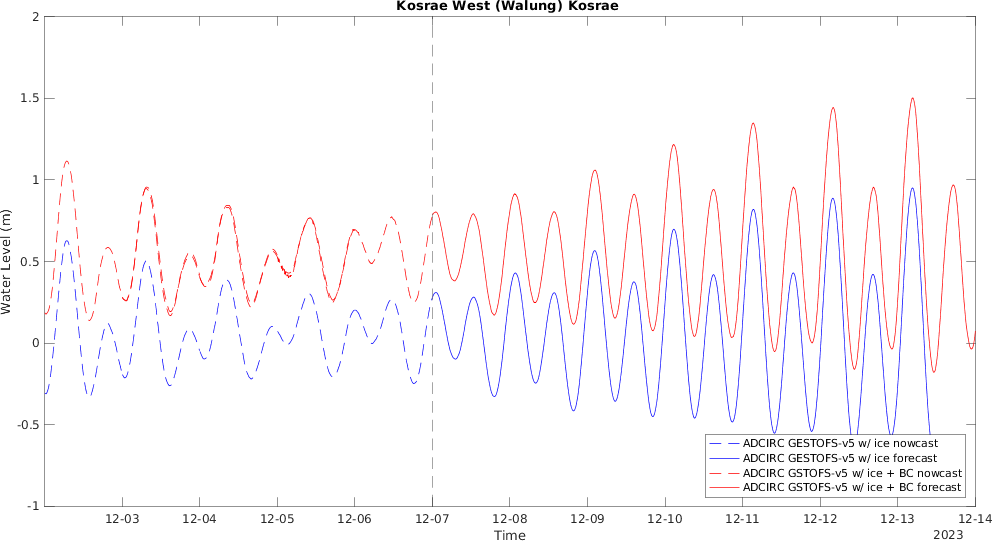 Kosrae West (Walung) Kosrae
2
1.5
1
0.5
0
-0.5
-1
Water Level (m)
ADCIRC GESTOFS-v5 w/ ice nowcast
ADCIRC GESTOFS-v5 w/ ice forecast
ADCIRC GSTOFS-v5 w/ ice + BC nowcast
ADCIRC GSTOFS-v5 w/ ice + BC forecast
12-03 12-04 12-05 12-06 12-07 12-08 12-09 12-10 12-11 12-12 12-13 12-14
Time
2023